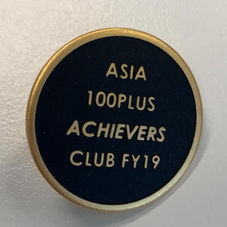 ASIA
100PLUS
ACHIEVERS
CLUB FY19